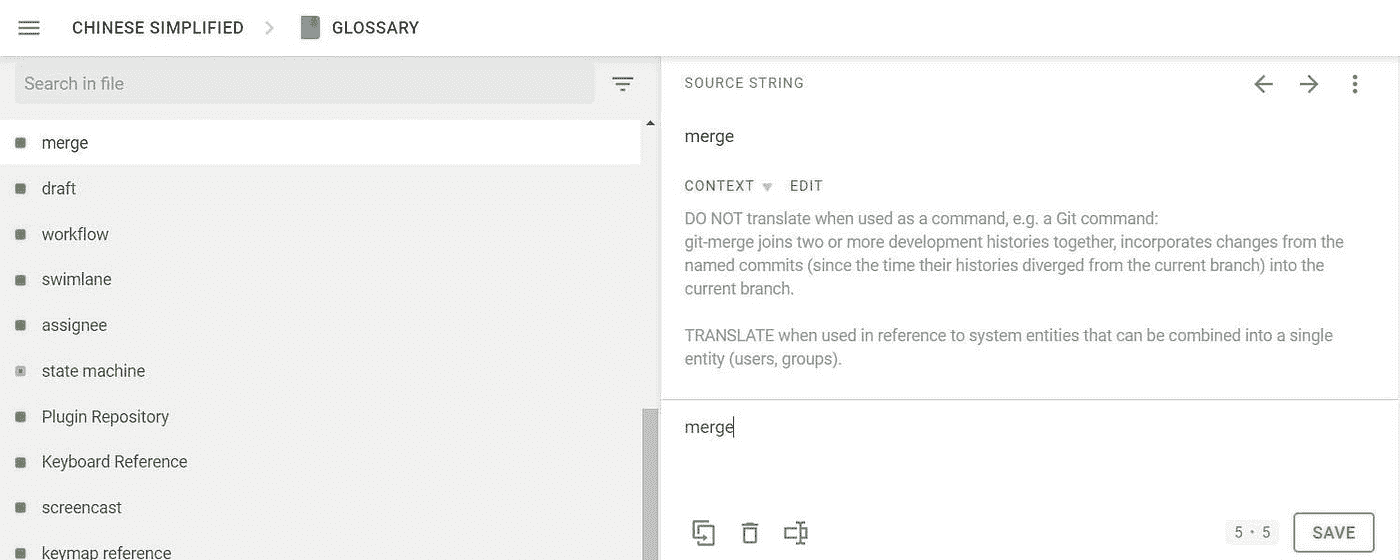 CHINESE SIMPLIFIED > GLOSSARY
Search in file
merge
draft
workflow
swimlane
assignee
state machine
Plugin Repository
Keyboard Reference
screencast
keymap reference
SOURCE STRING
merge
CONTEXT EDIT
DO NOT translate when used as a command, e.g. a Git command:
git-merge joins two or more development histories together, incorporates changes from the
named commits (since the time their histories diverged from the current branch) into the
current branch.
TRANSLATE when used in reference to system entities that can be combined into a single
entity (users, groups).
merge
5 • 5 SAVE